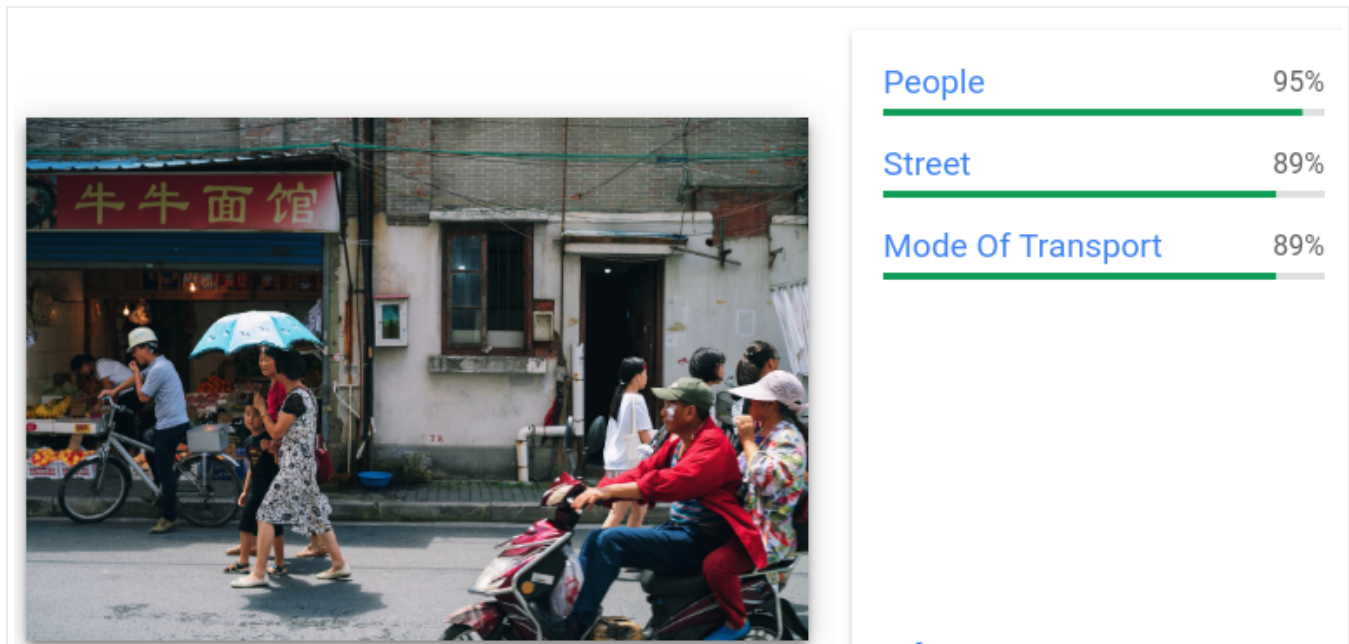 牛牛面馆
People 95%
Street 89%
Mode Of Transport 89%